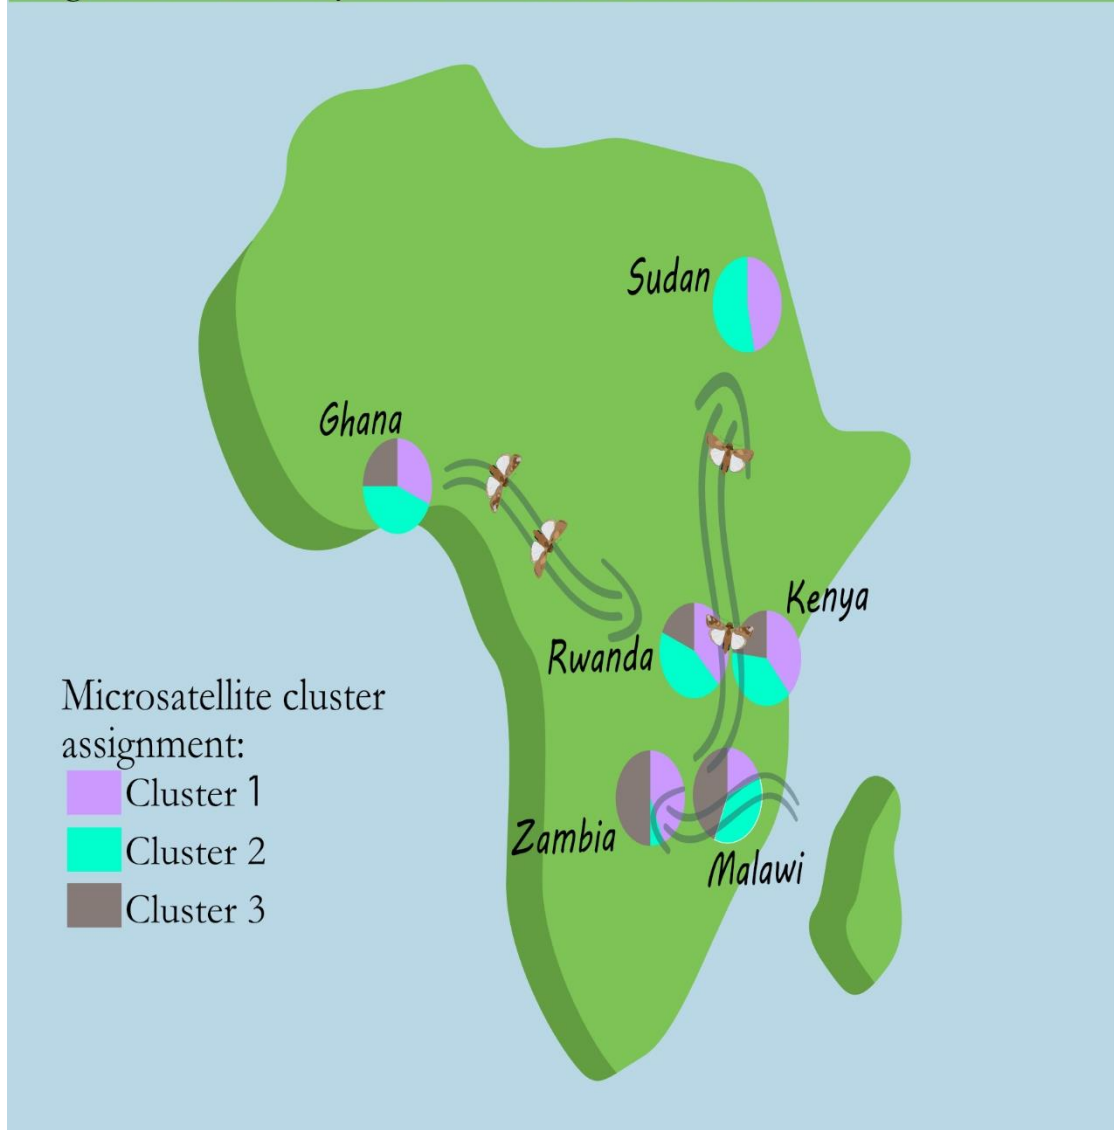 Sudan
Ghana
Kenya
Rwanda
Microsatellite cluster
assignment:
Cluster 1
Zambia
Cluster 2
Malawi
Cluster 3